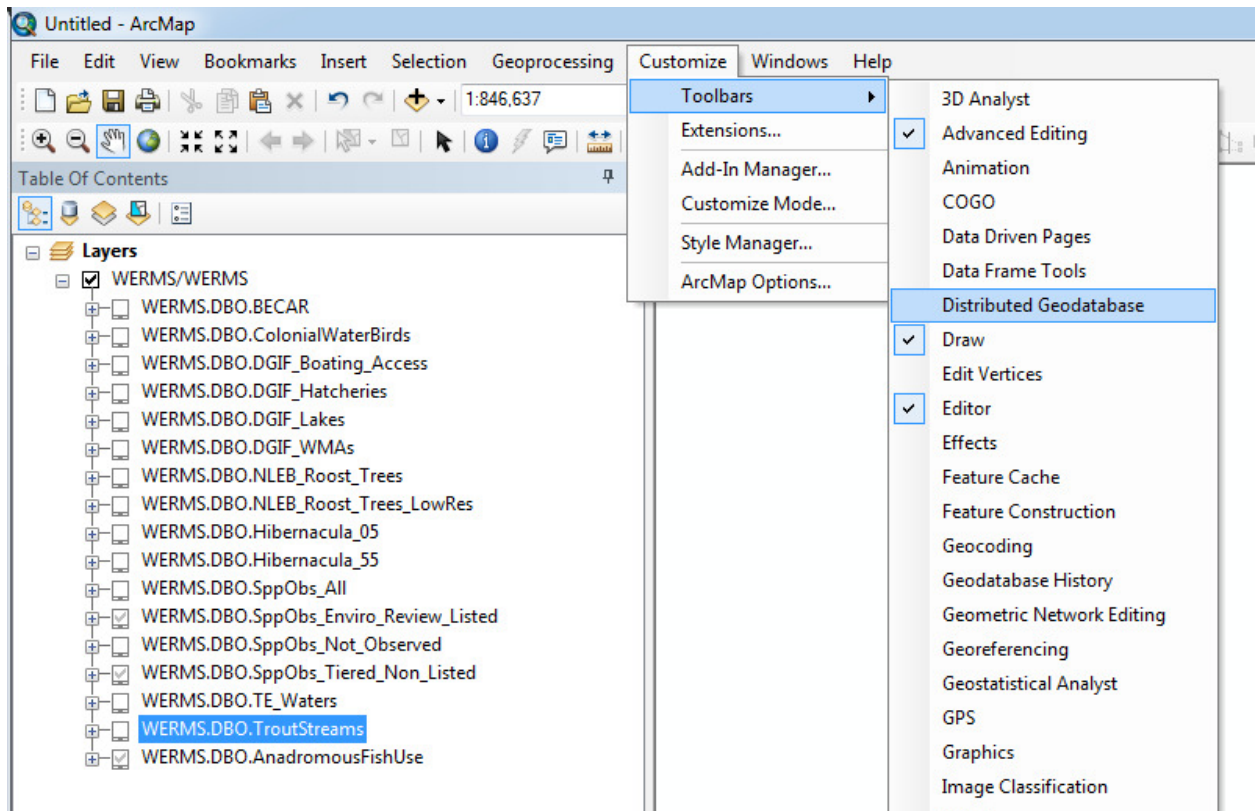 Untitled - ArcMap
File Edit View Bookmarks Insert Selection Geoprocessing Customize Windows Help
1:846,637
Table Of Contents
Layers
WERMS/WERMS
WERMS.DBO.BECAR
WERMS.DBO.ColonialWaterBirds
WERMS.DBO.DGIF_Boating_Access
WERMS.DBO.DGIF_Hatcheries
WERMS.DBO.DGIF_Lakes
WERMS.DBO.DGIF_WMAs
WERMS.DBO.NLEB_Roost_Trees
WERMS.DBO.NLEB_Roost_Trees_LowRes
WERMS.DBO.Hibernacula_05
WERMS.DBO.Hibernacula_55
WERMS.DBO.SppObs_All
WERMS.DBO.SppObs_Enviro_Review_Listed
WERMS.DBO.SppObs_Not_Observed
WERMS.DBO.SppObs_Tiered_Non_Listed
WERMS.DBO.TE_Waters
WERMS.DBO.TroutStreams
WERMS.DBO.AnadromousFishUse
Toolbars
Extensions...
Add-In Manager...
Customize Mode...
Style Manager...
ArcMap Options...
3D Analyst
Advanced Editing
Animation
COGO
Data Driven Pages
Data Frame Tools
Distributed Geodatabase
Draw
Edit Vertices
Editor
Effects
Feature Cache
Feature Construction
Geocoding
Geodatabase History
Geometric Network Editing
Georeferencing
Geostatistical Analyst
GPS
Graphics
Image Classification